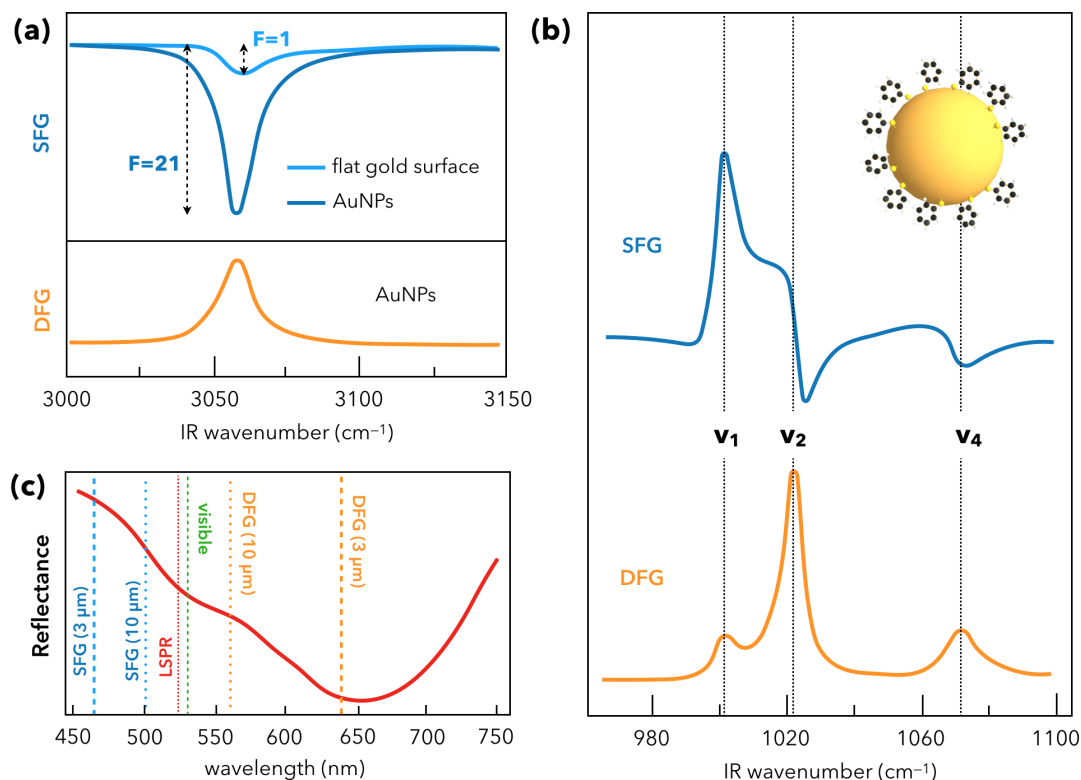 (a)
F=1
SFG
F=21
flat gold surface
AuNPs
DFG
AuNPs
3000 3050 3100 3150
IR wavenumber (cm⁻¹)
(b)
SFG
v₁ v₂ v₄
DFG
980 1020 1060 1100
IR wavenumber (cm⁻¹)
(c)
Reflectance
SFG (3 µm)
SFG (10 µm)
LSPR
visible
DFG (10 µm)
DFG (3 µm)
450 500 550 600 650 700 750
wavelength (nm)